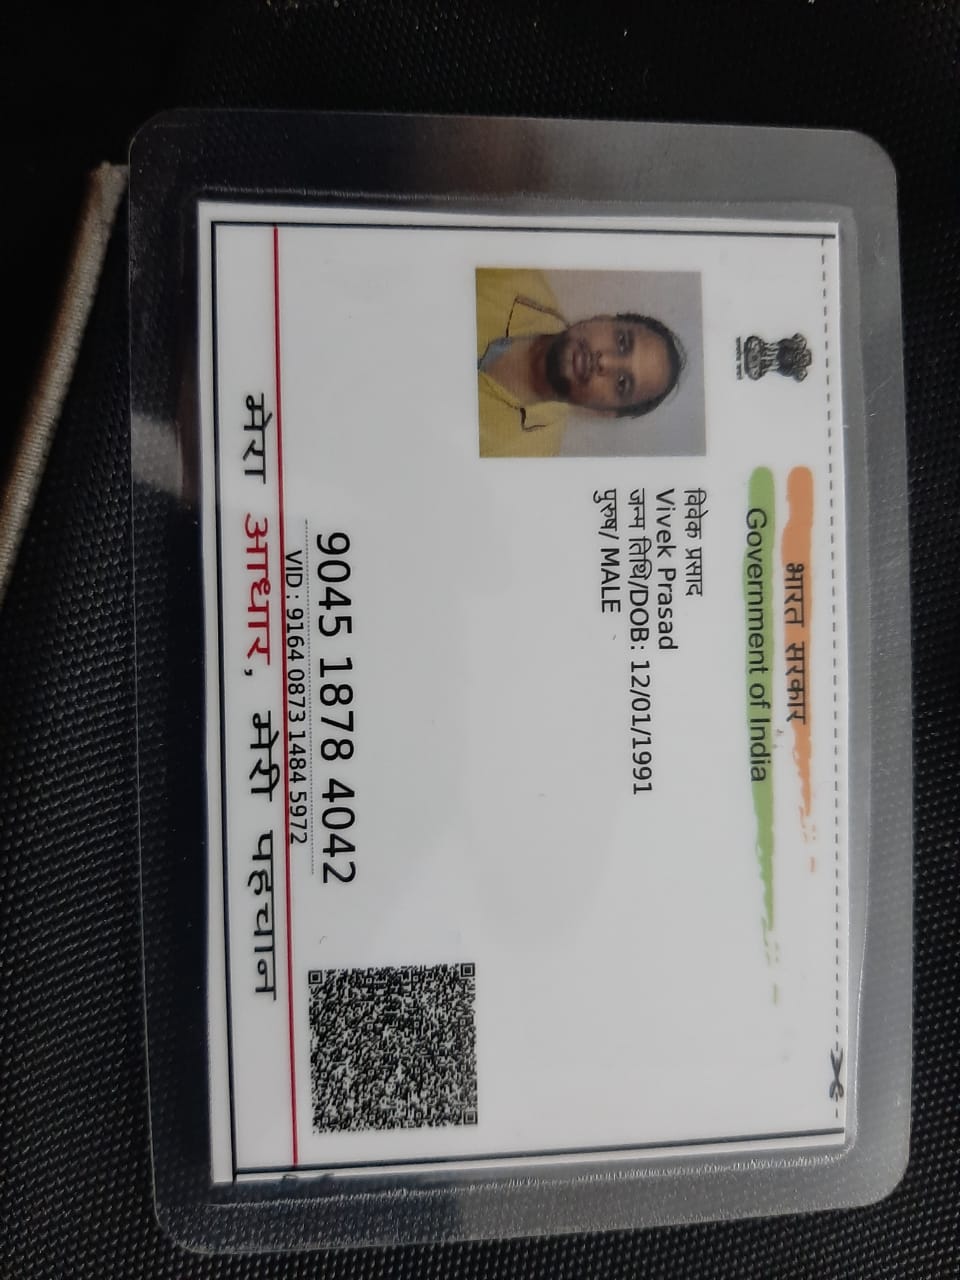 भारत सरकार
Government of India
विवेक प्रसाद
Vivek Prasad
जन्म तिथि/DOB: 12/01/1991
पुरुष/ MALE
9045 1878 4042
VID : 9164 0873 1484 5972
मेरा आधार, मेरी पहचान